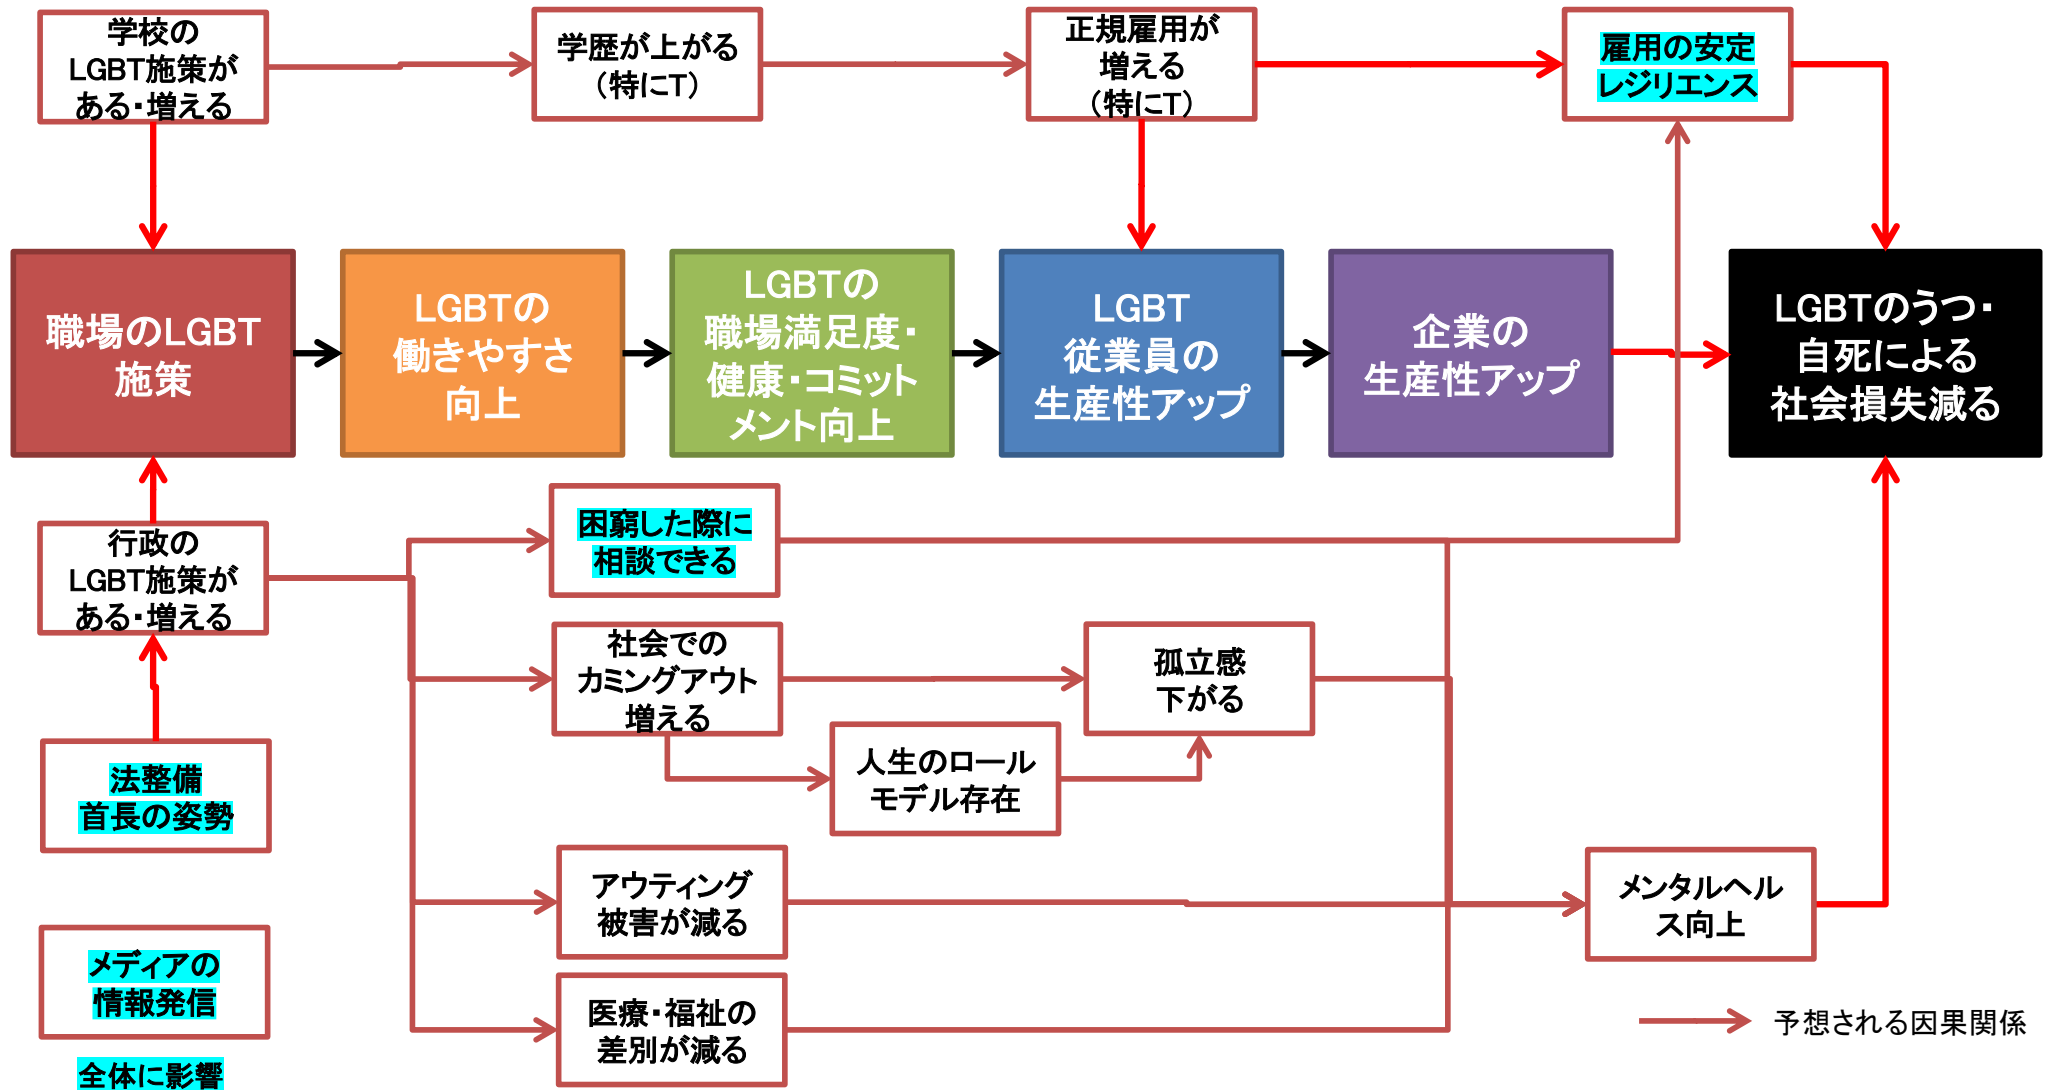 学校の
LGBT施策が
ある・増える
学歴が上がる
（特にT）
正規雇用が
増える
（特にT）
雇用の安定
レジリエンス
職場のLGBT
施策
LGBTの
働きやすさ
向上
LGBTの
職場満足度・
健康・コミット
メント向上
LGBT
従業員の
生産性アップ
企業の
生産性アップ
LGBTのうつ・
自死による
社会損失減る
行政の
LGBT施策が
ある・増える
困窮した際に
相談できる
社会での
カミングアウト
増える
孤立感
下がる
人生のロール
モデル存在
法整備
首長の姿勢
アウティング
被害が減る
メンタルヘル
ス向上
メディアの
情報発信
医療・福祉の
差別が減る
予想される因果関係
全体に影響